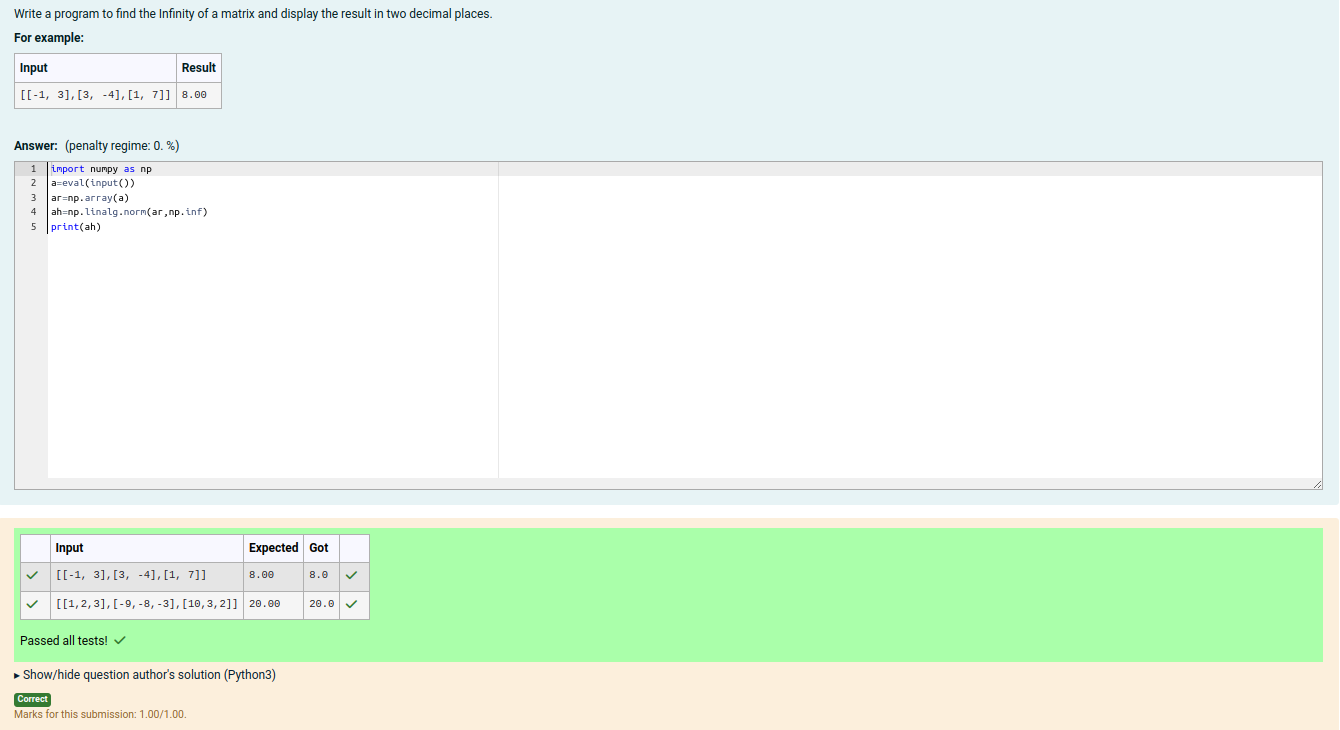 Write a program to find the Infinity of a matrix and display the result in two decimal places.
For example:
Input Result
[[-1, 3],[3, -4],[1, 7]] 8.00
Answer: (penalty regime: 0. %)
1 import numpy as np
2 a=eval(input())
3 ar=np.array(a)
4 ah=np.linalg.norm(ar,np.inf)
5 print(ah)
Input Expected Got
[[-1, 3],[3, -4],[1, 7]] 8.00 8.0
[[1,2,3],[-9,-8,-3],[10,3,2]] 20.00 20.0
Passed all tests!
Show/hide question author's solution (Python3)
Correct
Marks for this submission: 1.00/1.00.